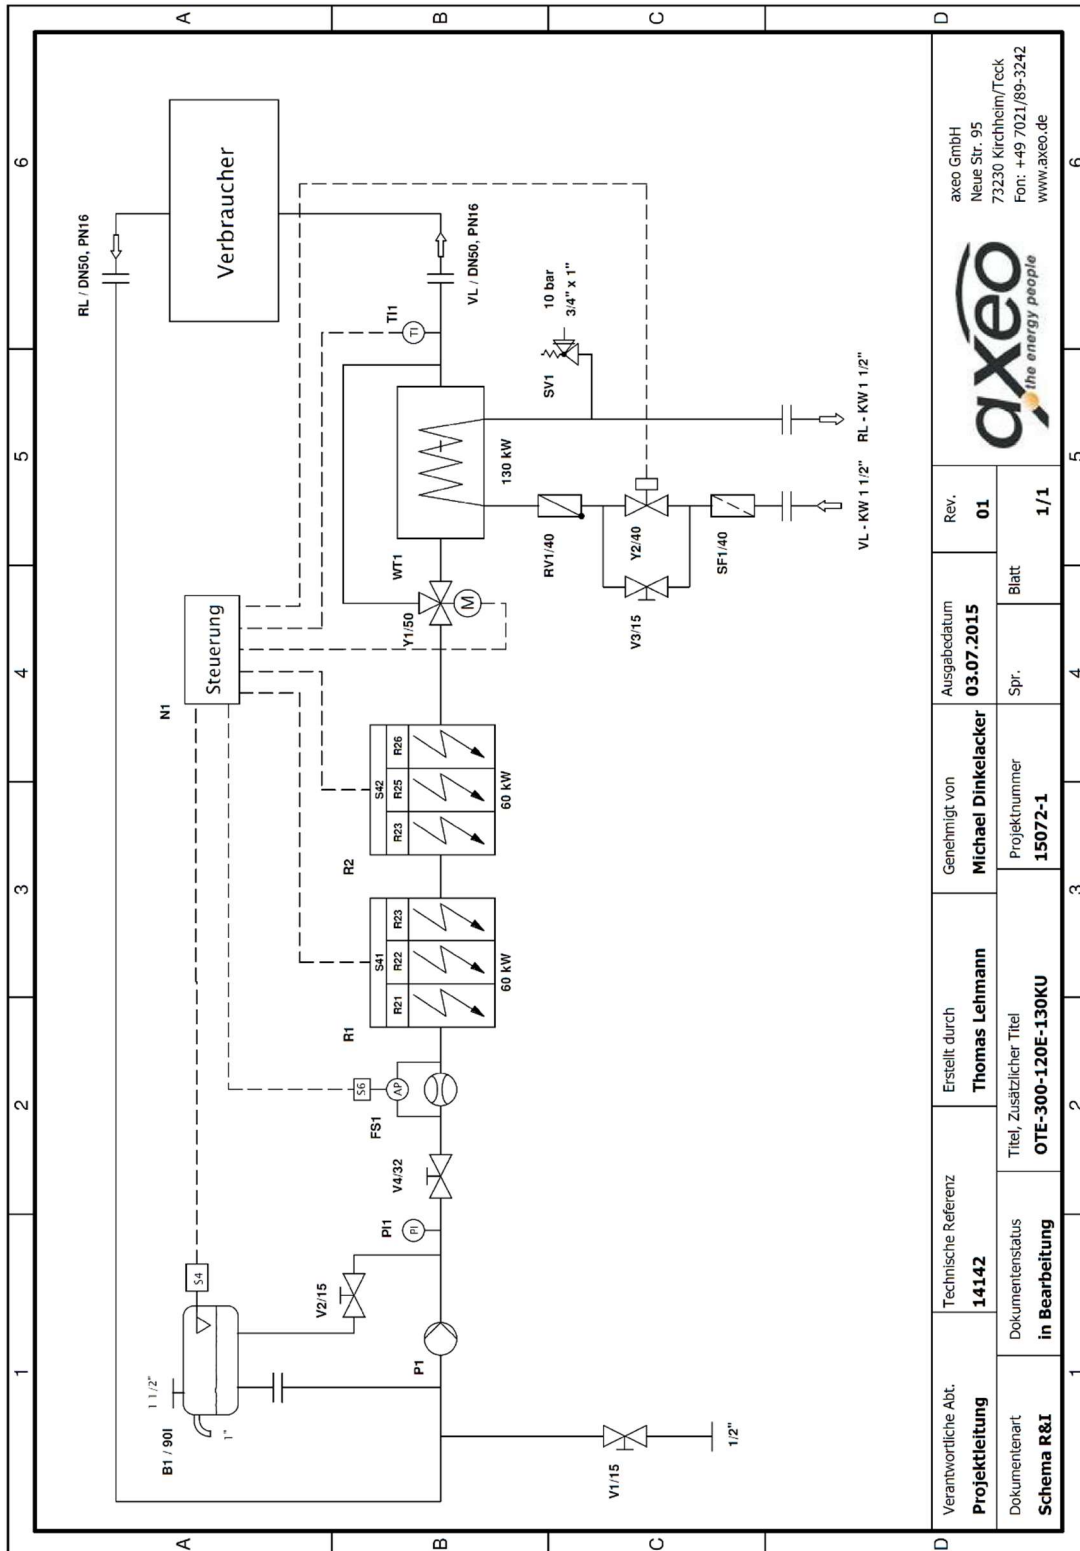 1
2
3
4
5
6
A
B
C
D
B1 / 90l
1 1/2"
1"
S4
N1
Steuerung
RL / DN50, PN16
Verbraucher
VL / DN50, PN16
V2/15
P1
PI1
PI
V4/32
FS1
S6
AP
R1
S41
R21
R22
R23
60 kW
R2
S42
R23
R25
R26
60 kW
Y1/50
M
WT1
130 kW
TI1
TI
V1/15
1/2"
RV1/40
Y2/40
V3/15
SF1/40
SV1
10 bar
3/4" x 1"
VL - KW 1 1/2"
RL - KW 1 1/2"
Verantwortliche Abt.
Projektleitung
Technische Referenz
14142
Erstellt durch
Thomas Lehmann
Genehmigt von
Michael Dinkelacker
Ausgabedatum
03.07.2015
Rev.
01
Dokumentenart
Schema R&I
Dokumentenstatus
in Bearbeitung
Titel, Zusätzlicher Titel
OTE-300-120E-130KU
Projektnummer
15072-1
Spr.
Blatt
1/1
axeo
the energy people
axeo GmbH
Neue Str. 95
73230 Kirchheim/Teck
Fon: +49 7021/89-3242
www.axeo.de
A
B
C
D
1
2
3
4
5
6